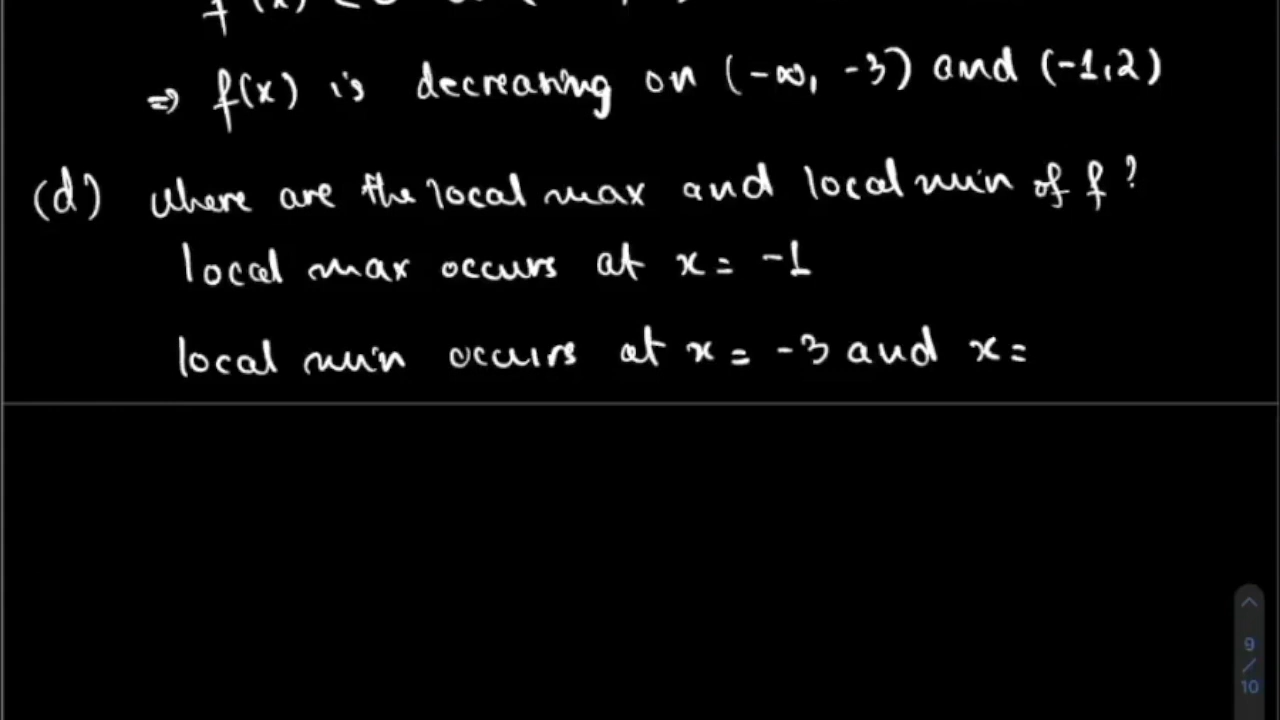 ⇒ f(x) is decreasing on (-∞, -3) and (-1,2)
(d) where are the local max and local min of f?
local max occurs at x = -1
local min occurs at x = -3 and x =
9
/
10